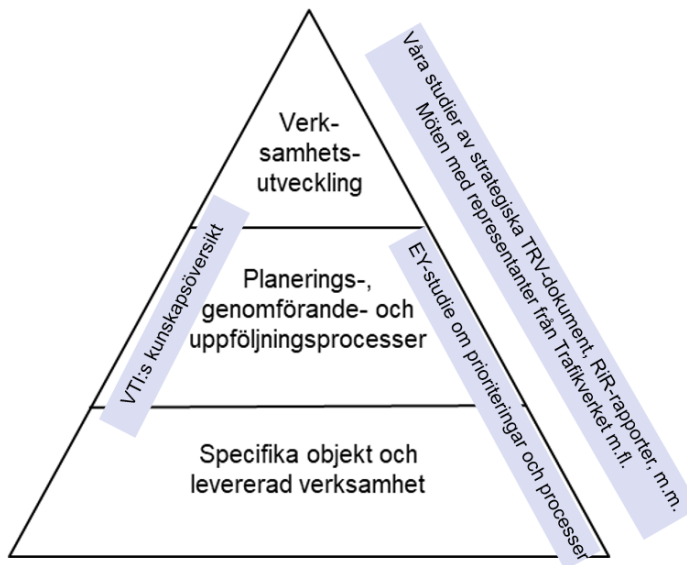 Verk-
samhets-
utveckling
Planerings-,
genomförande- och
uppföljningsprocesser
Specifika objekt och
levererad verksamhet
VTI:s kunskapsöversikt
EY-studie om prioriteringar och processer
Våra studier av strategiska TRV-dokument, RiR-rapporter, m.m.
Möten med representanter från Trafikverket m.fl.